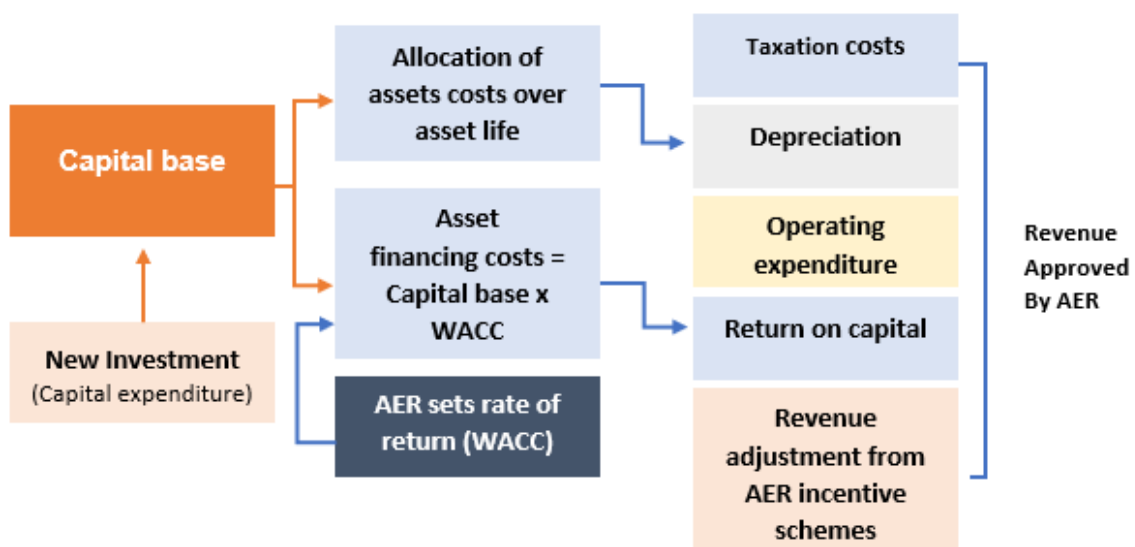 Capital base
New Investment
(Capital expenditure)
Allocation of
assets costs over
asset life
Asset
financing costs =
Capital base x
WACC
AER sets rate of
return (WACC)
Taxation costs
Depreciation
Operating
expenditure
Return on capital
Revenue
adjustment from
AER incentive
schemes
Revenue
Approved
By AER